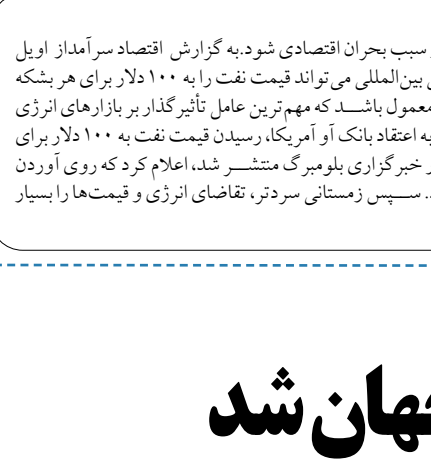 سبب بحران اقتصادی شود.به گزارش اقتصاد سرآمداز اویل
بین‌المللی می‌تواند قیمت نفت را به ۱۰۰ دلار برای هر بشکه
معمول باشد که مهم‌ترین عامل تأثیرگذار بر بازارهای انرژی
به اعتقاد بانک آو آمریکا، رسیدن قیمت نفت به ۱۰۰ دلار برای
خبرگزاری بلومبرگ منتشر شد، اعلام کرد که روی آوردن
سپس زمستانی سردتر، تقاضای انرژی و قیمت‌ها را بسیار
شد